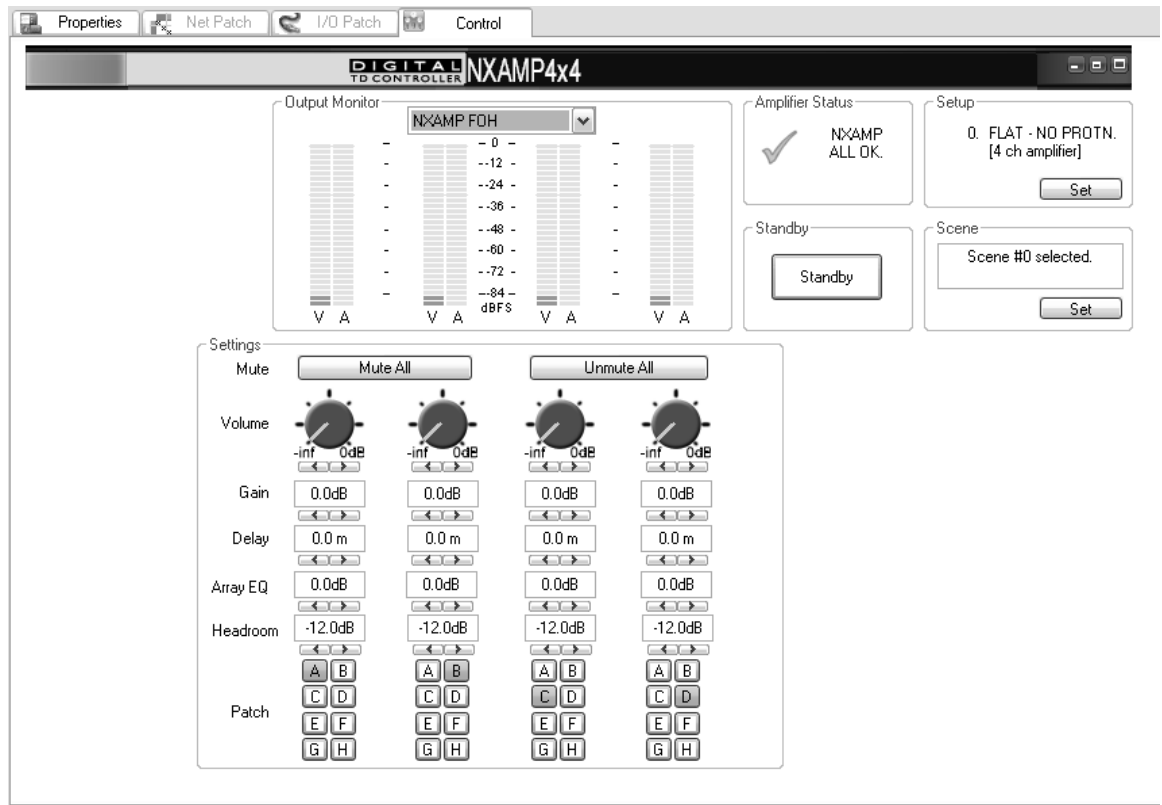 Properties Net Patch I/O Patch Control
DIGITAL
TD CONTROLLER NXAMP4x4
Output Monitor
NXAMP FOH
- 0 -
--12 -
--24 -
--36 -
--48 -
--60 -
--72 -
--84 -
dBFS
V A V A V A V A
Amplifier Status
NXAMP
ALL OK.
Setup
0. FLAT - NO PROTN.
[4 ch amplifier]
Set
Standby
Standby
Scene
Scene #0 selected.
Set
Settings
Mute Mute All Unmute All
Volume
-inf 0dB -inf 0dB -inf 0dB -inf 0dB
Gain 0.0dB 0.0dB 0.0dB 0.0dB
Delay 0.0 m 0.0 m 0.0 m 0.0 m
Array EQ 0.0dB 0.0dB 0.0dB 0.0dB
Headroom -12.0dB -12.0dB -12.0dB -12.0dB
Patch
A B A B A B A B
C D C D C D C D
E F E F E F E F
G H G H G H G H